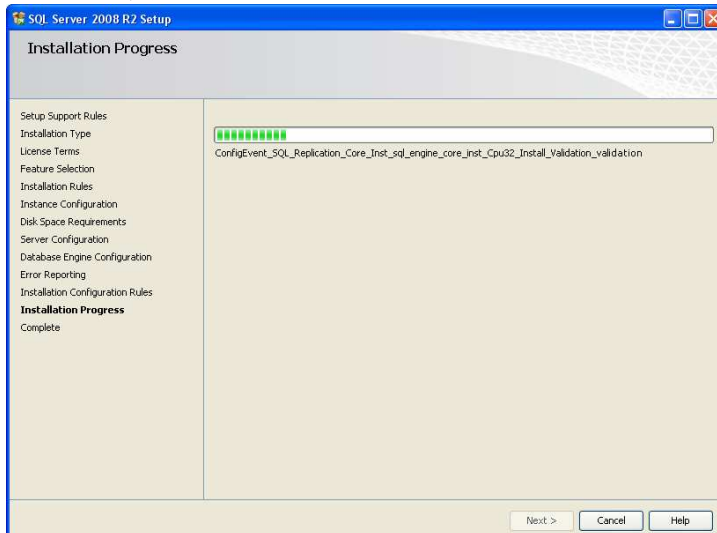 SQL Server 2008 R2 Setup
Installation Progress
Setup Support Rules
Installation Type
License Terms
Feature Selection
Installation Rules
Instance Configuration
Disk Space Requirements
Server Configuration
Database Engine Configuration
Error Reporting
Installation Configuration Rules
Installation Progress
Complete
ConfigEvent_SQL_Replication_Core_Inst_sql_engine_core_inst_Cpu32_Install_Validation_validation
Next >
Cancel
Help